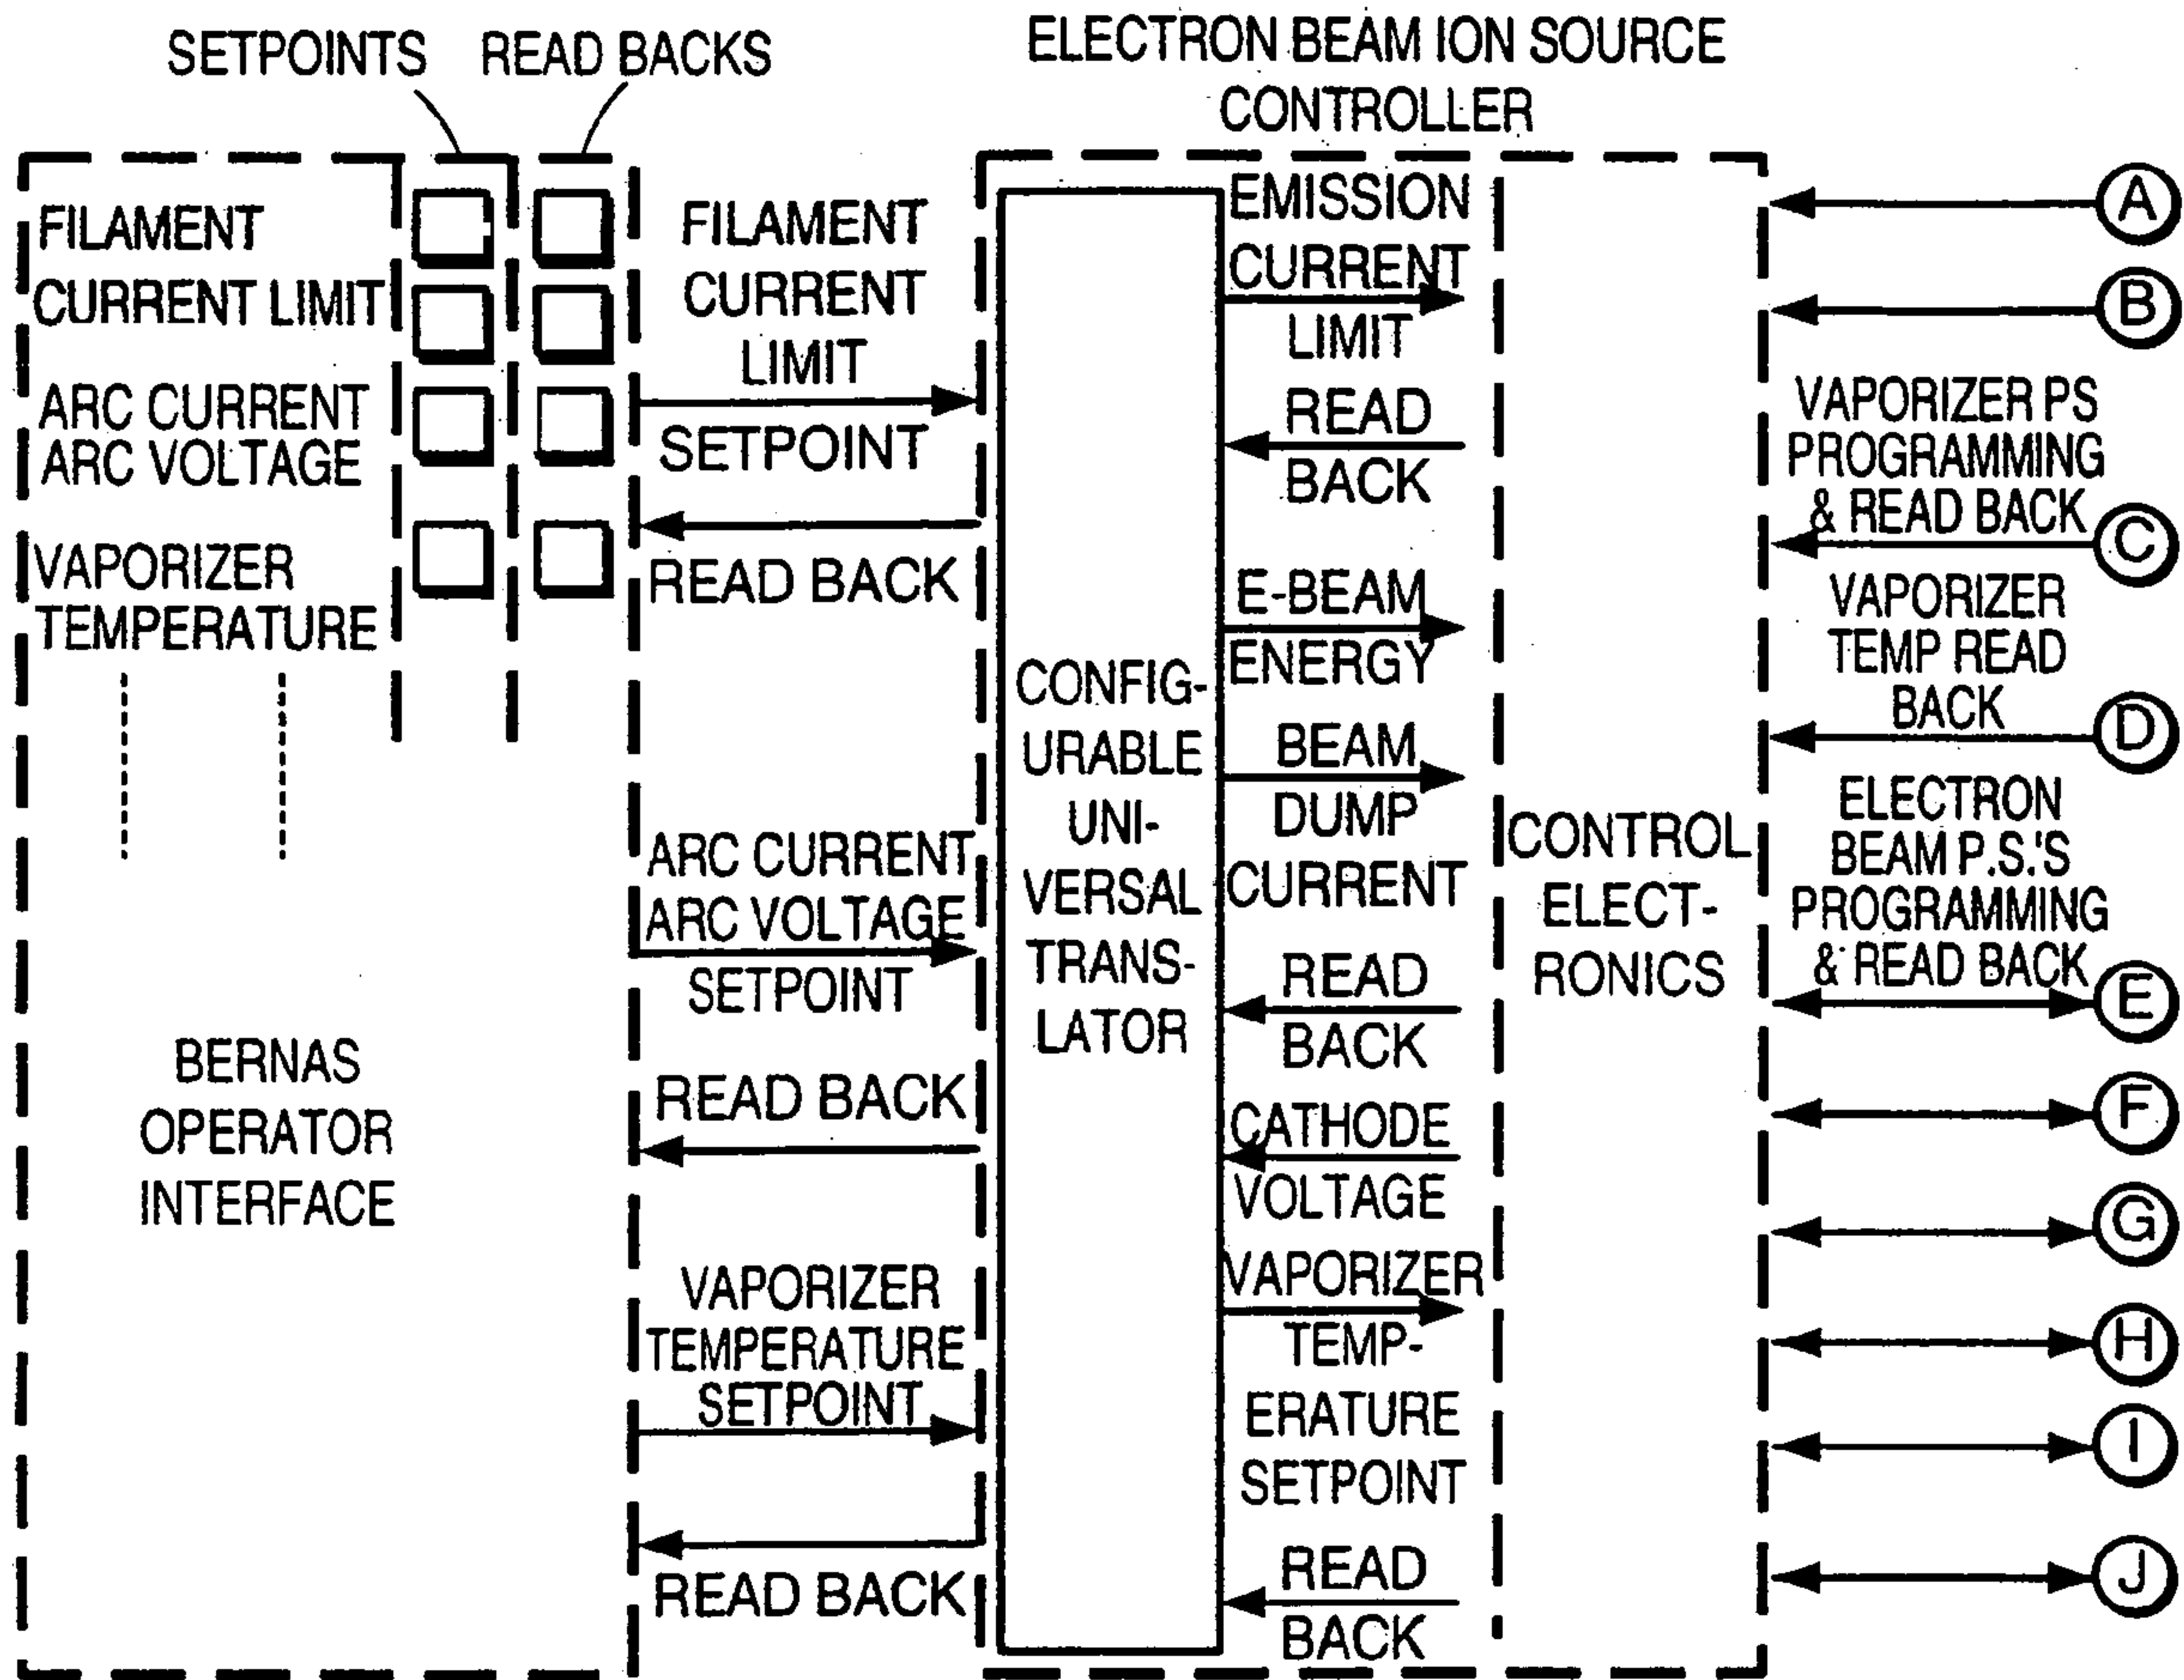 SETPOINTS
READ BACKS
ELECTRON BEAM ION SOURCE
CONTROLLER
FILAMENT
CURRENT LIMIT
ARC CURRENT
ARC VOLTAGE
VAPORIZER
TEMPERATURE
BERNAS
OPERATOR
INTERFACE
FILAMENT
CURRENT
LIMIT
SETPOINT
READ BACK
ARC CURRENT
ARC VOLTAGE
SETPOINT
READ BACK
VAPORIZER
TEMPERATURE
SETPOINT
READ BACK
CONFIG-
URABLE
UNI-
VERSAL
TRANS-
LATOR
EMISSION
CURRENT
LIMIT
READ
BACK
E-BEAM
ENERGY
BEAM
DUMP
CURRENT
READ
BACK
CATHODE
VOLTAGE
VAPORIZER
TEMP-
ERATURE
SETPOINT
READ
BACK
CONTROL
ELECT-
RONICS
A
B
VAPORIZER PS
PROGRAMMING
& READ BACK
C
VAPORIZER
TEMP READ
BACK
D
ELECTRON
BEAM P.S.'S
PROGRAMMING
& READ BACK
E
F
G
H
I
J